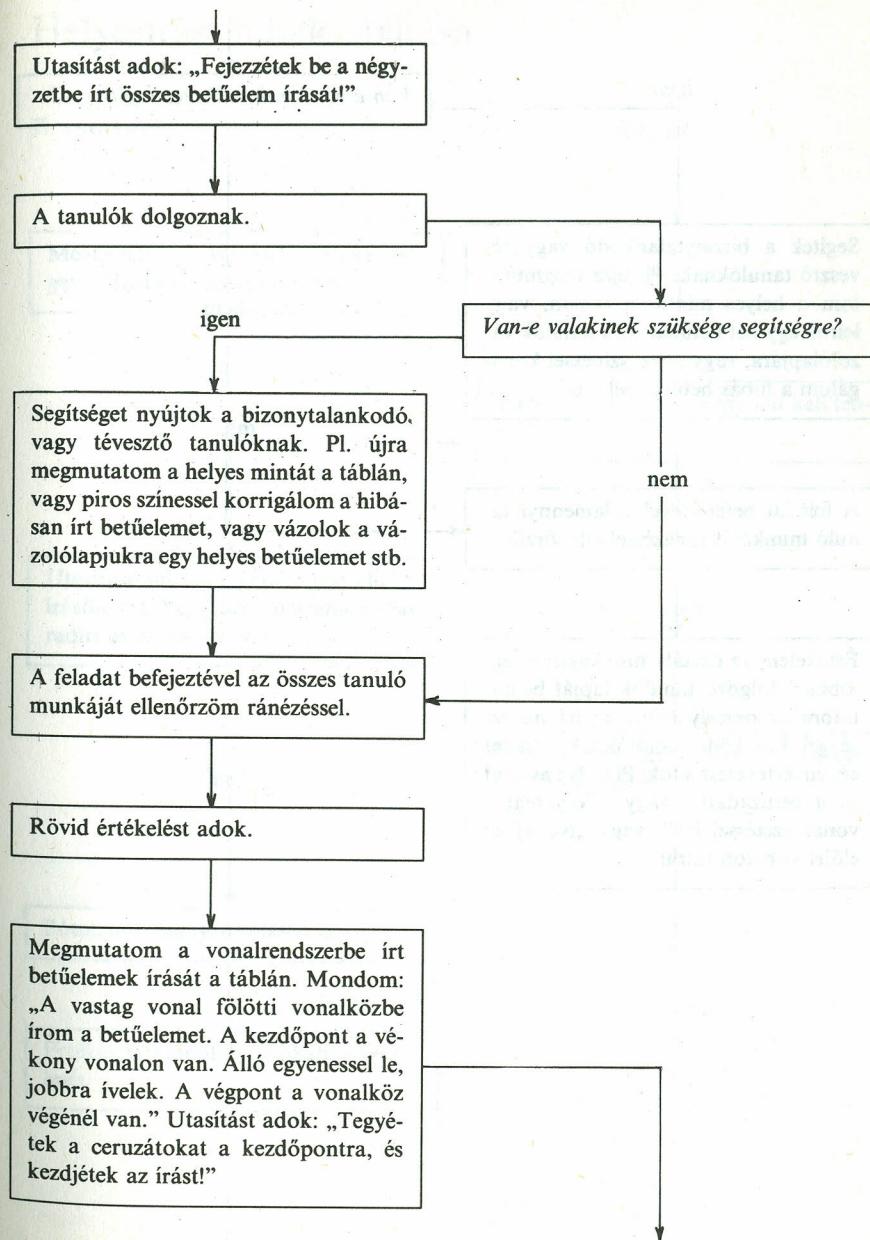 Utasítást adok: „Fejezzétek be a négy-
zetbe írt összes betűelem írását!”
A tanulók dolgoznak.
Van-e valakinek szüksége segítségre?
igen
Segítséget nyújtok a bizonytalankodó,
vagy tévesztő tanulóknak. Pl. újra
megmutatom a helyes mintát a táblán,
vagy piros színessel korrigálom a hibá-
san írt betűelemet, vagy vázolok a vá-
zolólapjukra egy helyes betűelemet stb.
nem
A feladat befejeztével az összes tanuló
munkáját ellenőrzöm ránézéssel.
Rövid értékelést adok.
Megmutatom a vonalrendszerbe írt
betűelemek írását a táblán. Mondom:
„A vastag vonal fölötti vonalközbe
írom a betűelemet. A kezdőpont a vé-
kony vonalon van. Álló egyenessel le,
jobbra ívelek. A végpont a vonalköz
végénél van.” Utasítást adok: „Tegyé-
tek a ceruzátokat a kezdőpontra, és
kezdjétek az írást!”